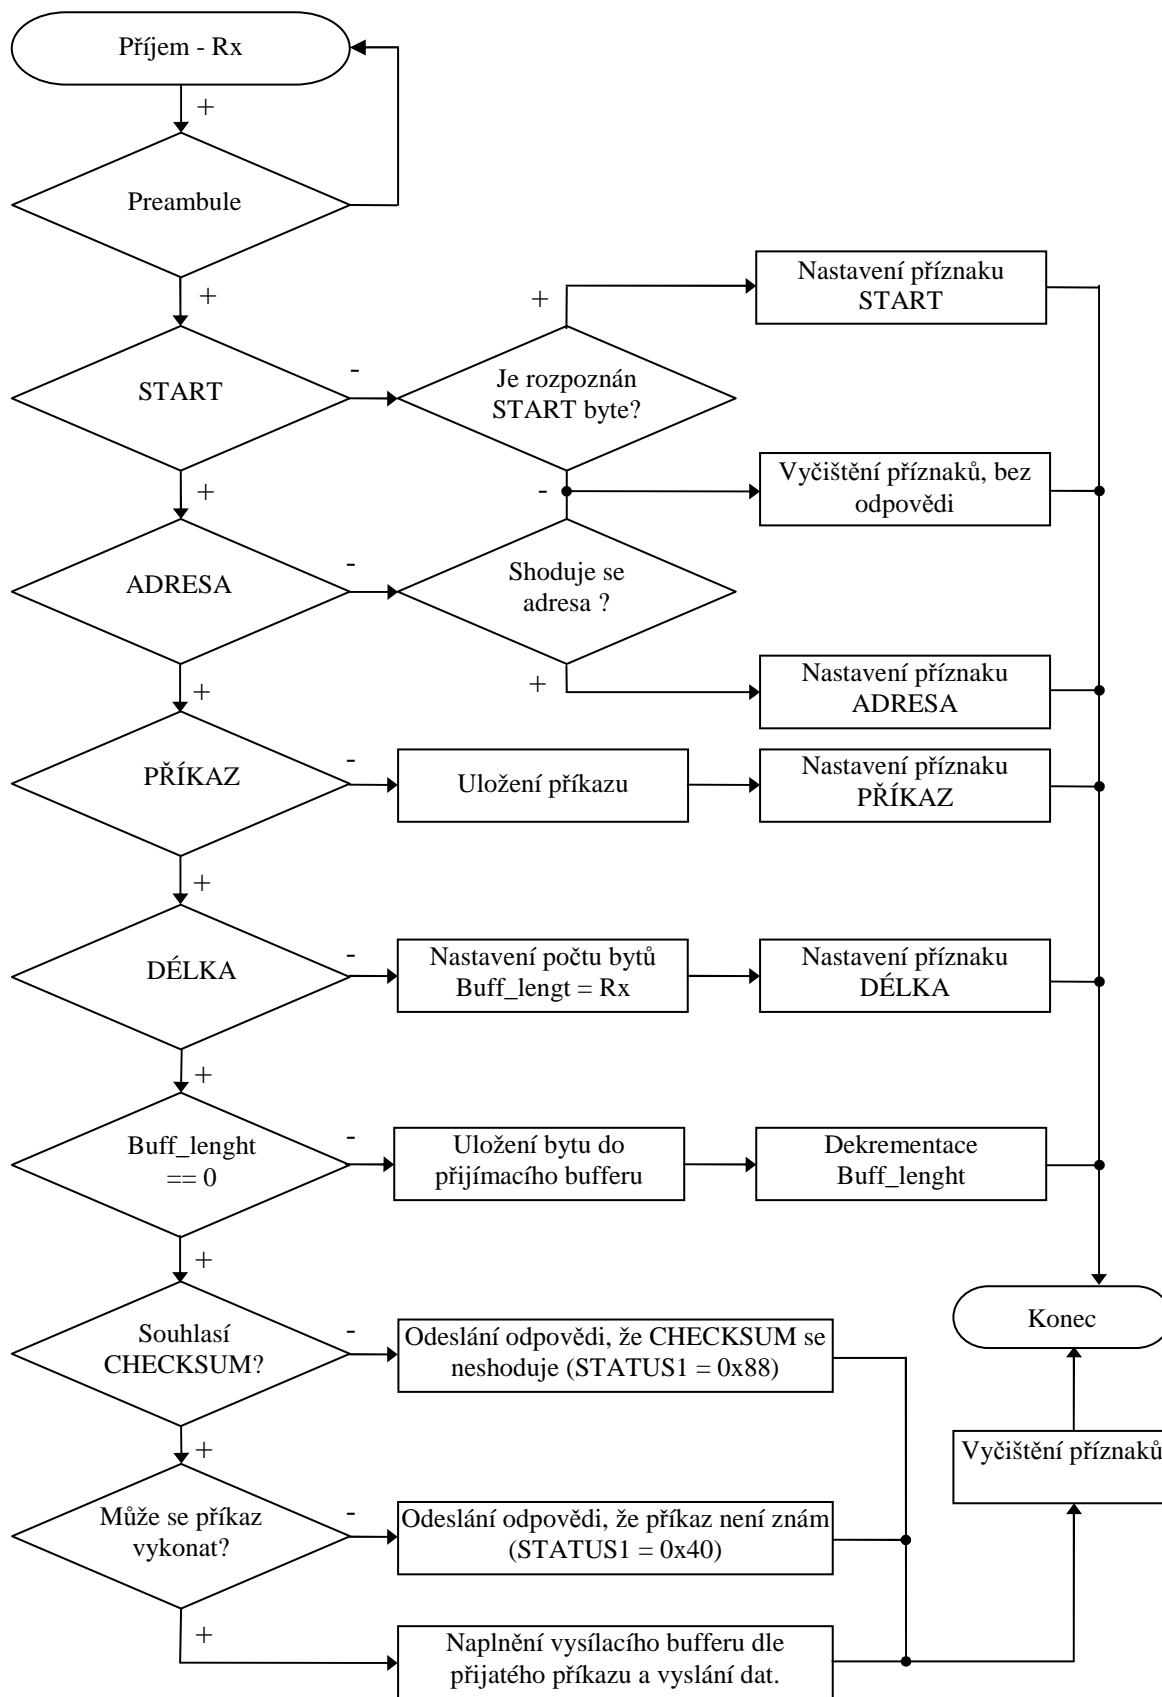 Příjem - Rx
+
Preambule
+
START
-
Je rozpoznán
START byte?
+
Nastavení příznaku
START
-
Vyčištění příznaků, bez
odpovědi
+
ADRESA
-
Shoduje se
adresa ?
+
Nastavení příznaku
ADRESA
+
PŘÍKAZ
-
Uložení příkazu
Nastavení příznaku
PŘÍKAZ
+
DÉLKA
-
Nastavení počtu bytů
Buff_lengt = Rx
Nastavení příznaku
DÉLKA
+
Buff_lenght
== 0
-
Uložení bytu do
přijímacího bufferu
Dekrementace
Buff_lenght
+
Souhlasí
CHECKSUM?
-
Odeslání odpovědi, že CHECKSUM se
neshoduje (STATUS1 = 0x88)
Konec
Vyčištění příznaků
+
Může se příkaz
vykonat?
-
Odeslání odpovědi, že příkaz není znám
(STATUS1 = 0x40)
+
Naplnění vysílacího bufferu dle
přijatého příkazu a vyslání dat.